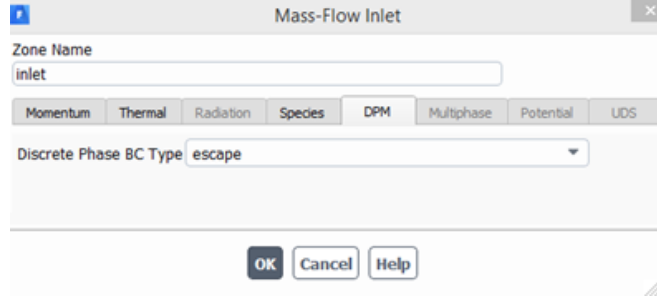 Mass-Flow Inlet
Zone Name
inlet
Momentum Thermal Radiation Species DPM Multiphase Potential UDS
Discrete Phase BC Type escape
OK Cancel Help